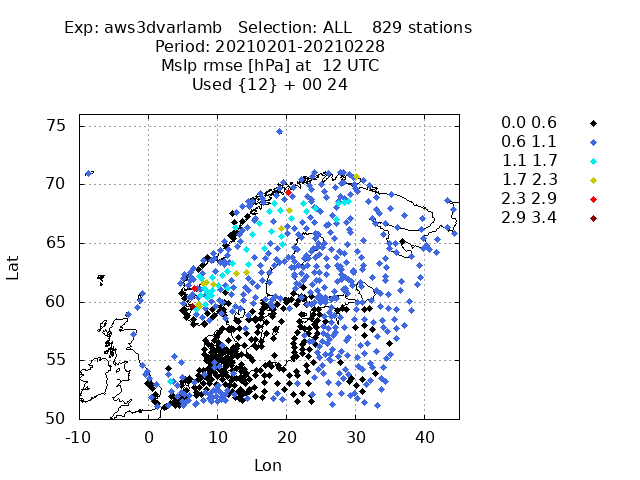 Exp: aws3dvarlamb   Selection: ALL    829 stations
Period: 20210201-20210228
Mslp rmse [hPa] at  12 UTC
Used {12} + 00 24
0.0 0.6
0.6 1.1
1.1 1.7
1.7 2.3
2.3 2.9
2.9 3.4
75
70
65
60
55
50
Lat
-10 0 10 20 30 40
Lon